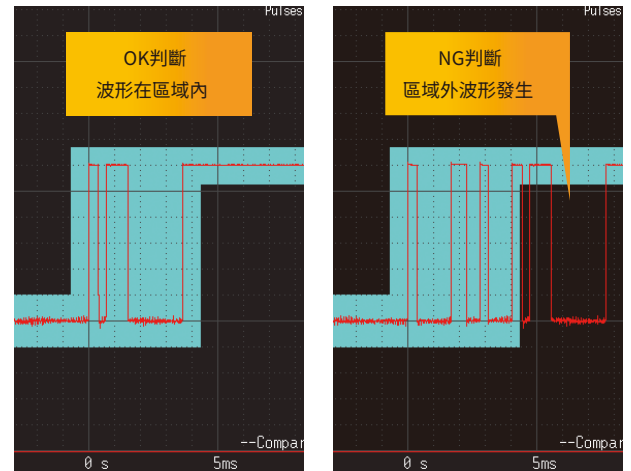 Pulses
OK判斷
波形在區域內
--Compar
0 s
5ms
Pulses
NG判斷
區域外波形發生
--Compar
0 s
5ms